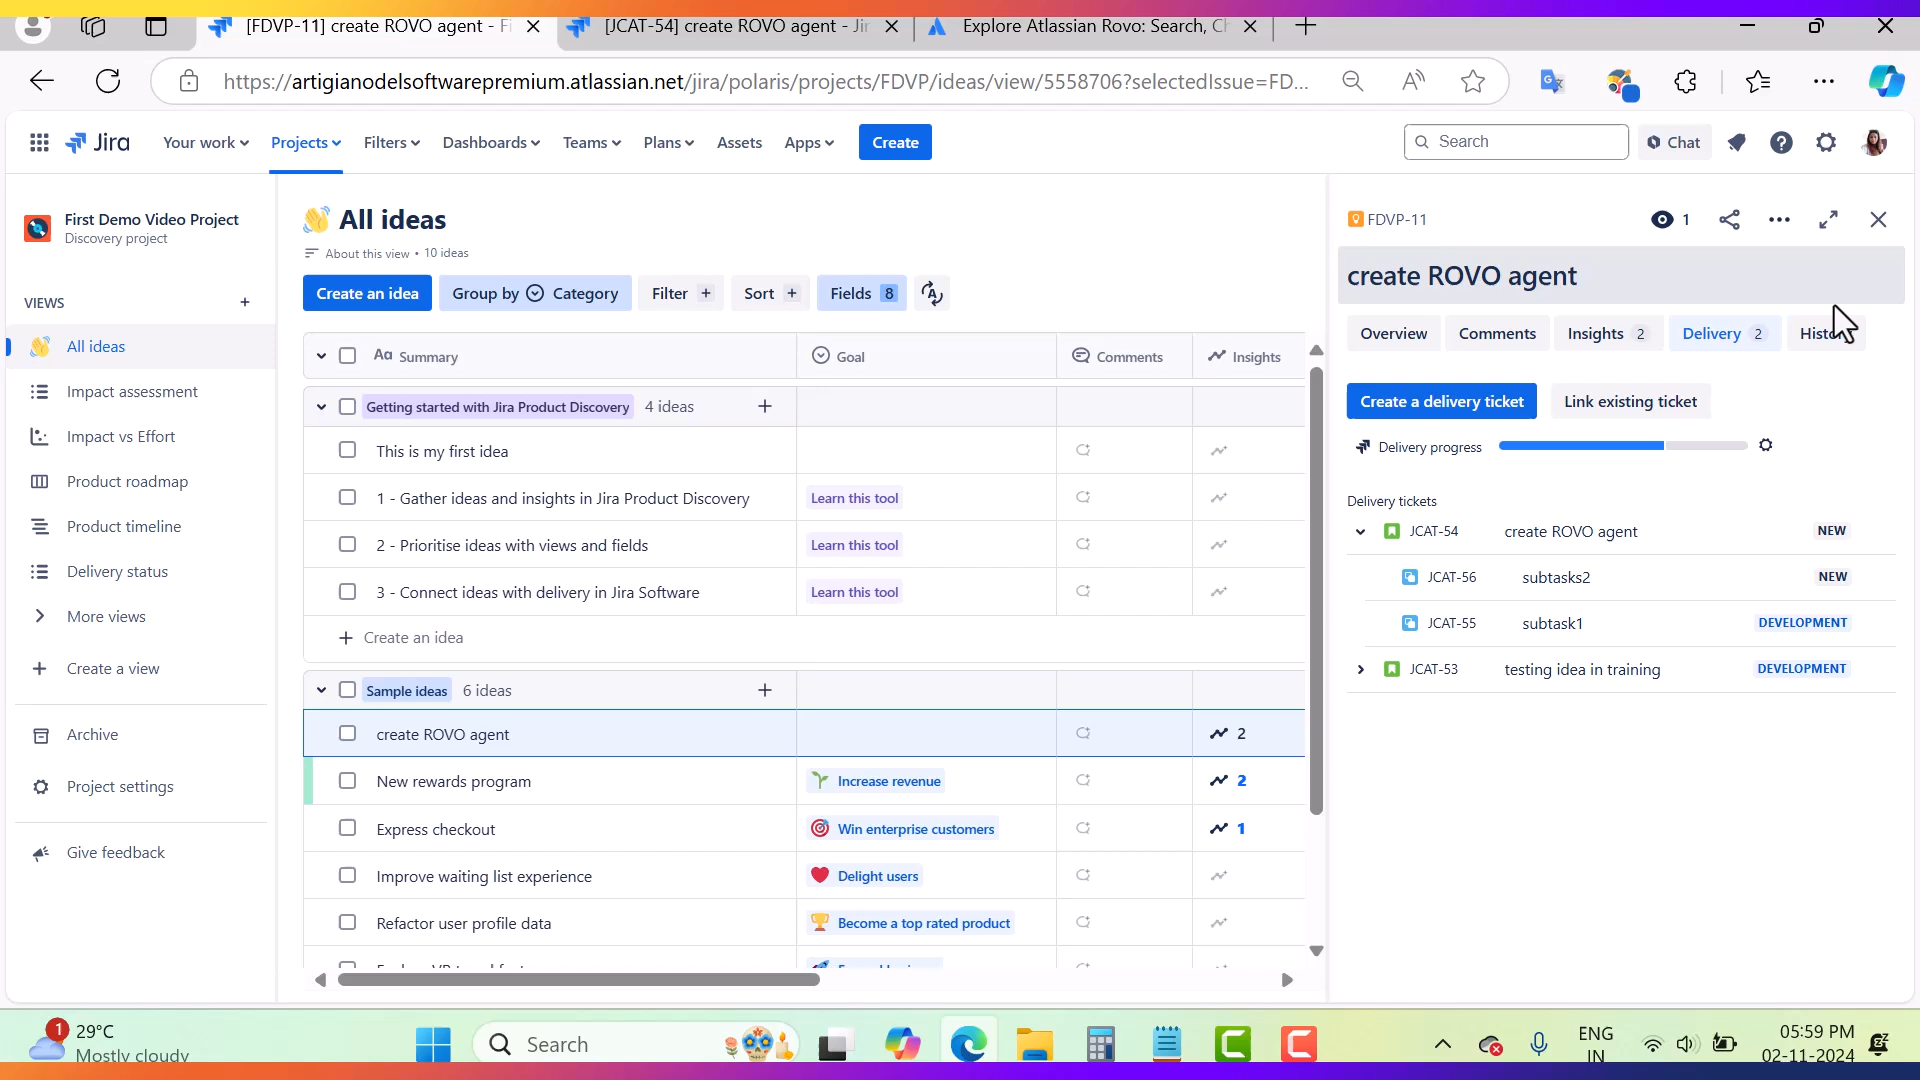 [FDVP-11] create ROVO agent - Fi
[JCAT-54] create ROVO agent - Jir
Explore Atlassian Rovo: Search, Ch
https://artigianodelsoftwarepremium.atlassian.net/jira/polaris/projects/FDVP/ideas/view/5558706?selectedIssue=FD...
Jira
Your work
Projects
Filters
Dashboards
Teams
Plans
Assets
Apps
Create
Search
Chat
First Demo Video Project
Discovery project
VIEWS
All ideas
Impact assessment
Impact vs Effort
Product roadmap
Product timeline
Delivery status
More views
Create a view
Archive
Project settings
Give feedback
All ideas
About this view • 10 ideas
Create an idea
Group by Category
Filter
Sort
Fields 8
Aa Summary
Goal
Comments
Insights
Getting started with Jira Product Discovery 4 ideas
This is my first idea
1 - Gather ideas and insights in Jira Product Discovery
Learn this tool
2 - Prioritise ideas with views and fields
Learn this tool
3 - Connect ideas with delivery in Jira Software
Learn this tool
Create an idea
Sample ideas 6 ideas
create ROVO agent
2
New rewards program
Increase revenue
2
Express checkout
Win enterprise customers
1
Improve waiting list experience
Delight users
Refactor user profile data
Become a top rated product
FDVP-11
1
create ROVO agent
Overview
Comments
Insights 2
Delivery 2
Create a delivery ticket
Link existing ticket
Delivery progress
Delivery tickets
JCAT-54 create ROVO agent NEW
JCAT-56 subtasks2 NEW
JCAT-55 subtask1 DEVELOPMENT
JCAT-53 testing idea in training DEVELOPMENT
1
29°C
Mostly cloudy
Search
ENG
IN
05:59 PM
02-11-2024